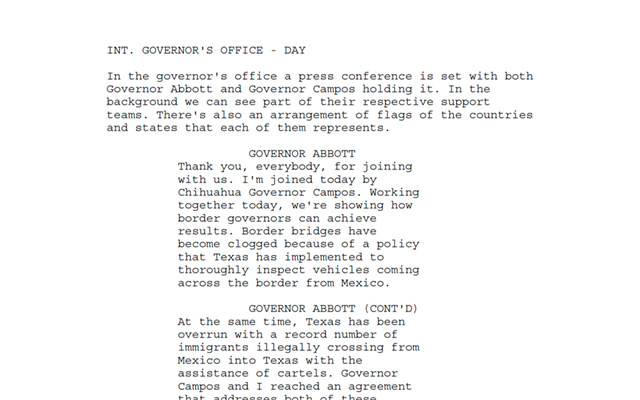 INT. GOVERNOR'S OFFICE - DAY
In the governor's office a press conference is set with both
Governor Abbott and Governor Campos holding it. In the
background we can see part of their respective support
teams. There's also an arrangement of flags of the countries
and states that each of them represents.
GOVERNOR ABBOTT
Thank you, everybody, for joining
with us. I'm joined today by
Chihuahua Governor Campos. Working
together today, we're showing how
border governors can achieve
results. Border bridges have
become clogged because of a policy
that Texas has implemented to
thoroughly inspect vehicles coming
across the border from Mexico.
GOVERNOR ABBOTT (CONT'D)
At the same time, Texas has been
overrun with a record number of
immigrants illegally crossing from
Mexico into Texas with the
assistance of cartels. Governor
Campos and I reached an agreement
that addresses both of these